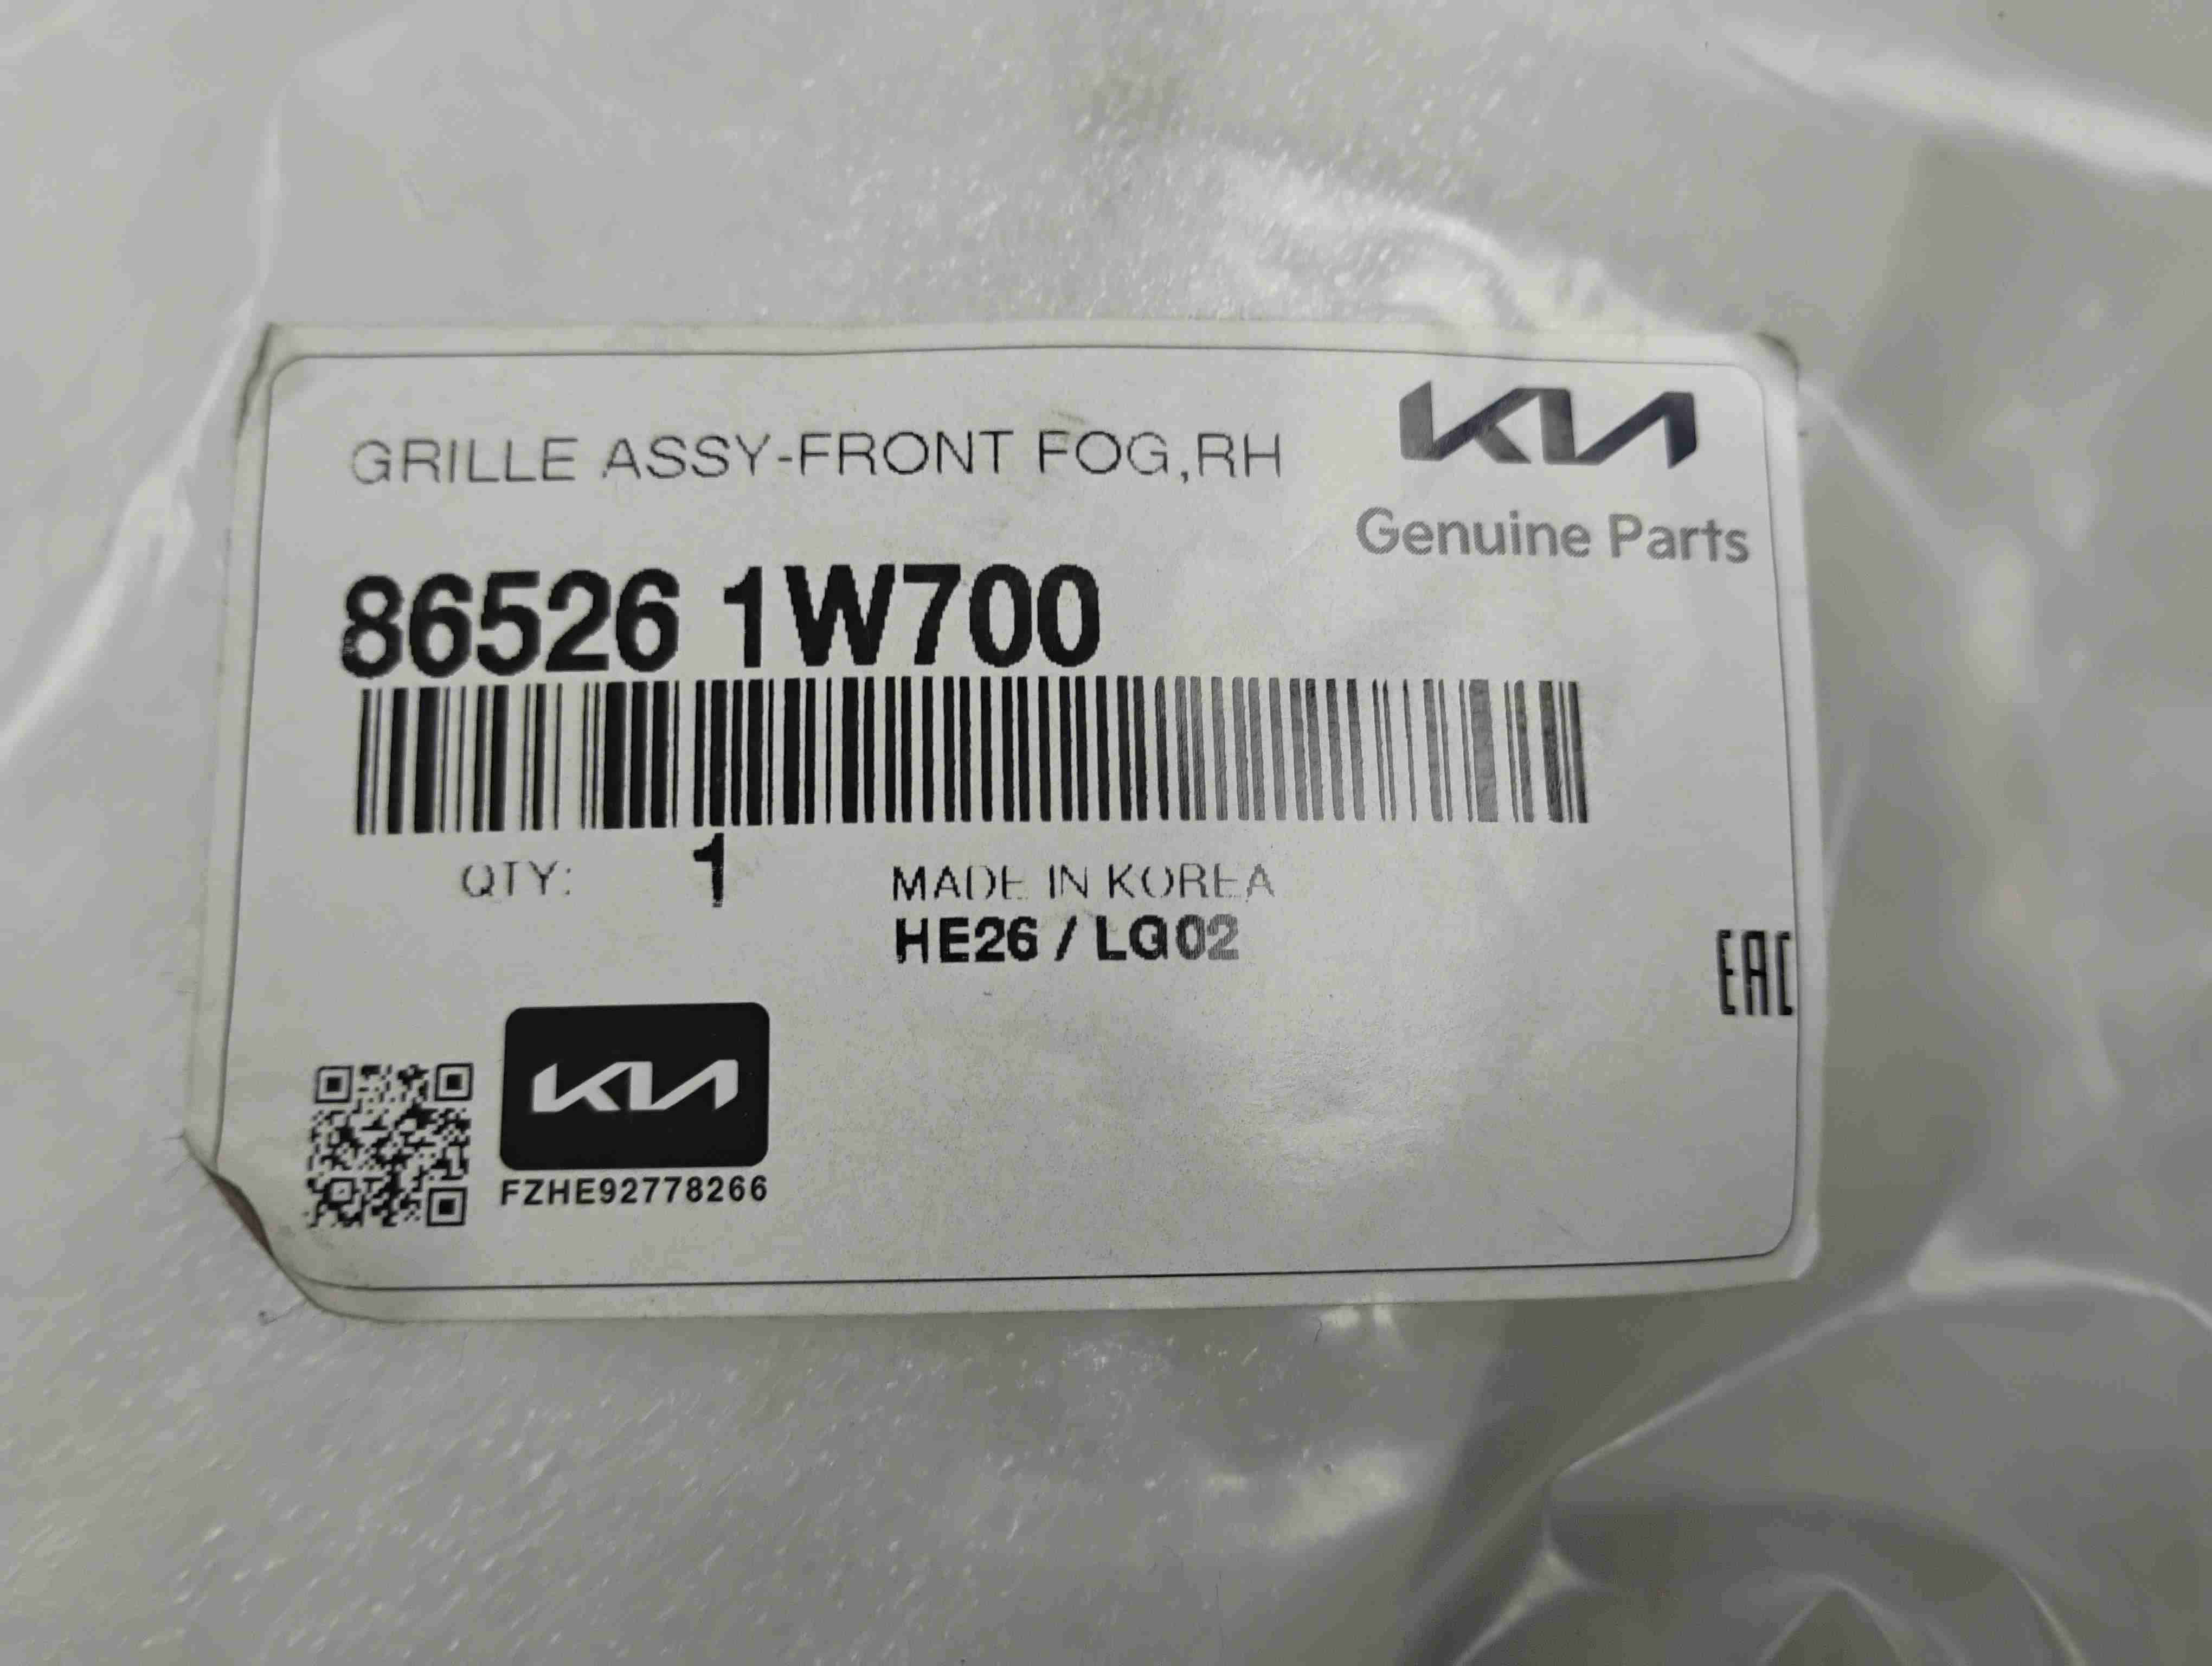 GRILLE ASSY-FRONT FOG,RH
KIA
Genuine Parts
86526 1W700
QTY: 1
MADE IN KOREA
HE26 / LG02
EAC
KIA
FZHE92778266